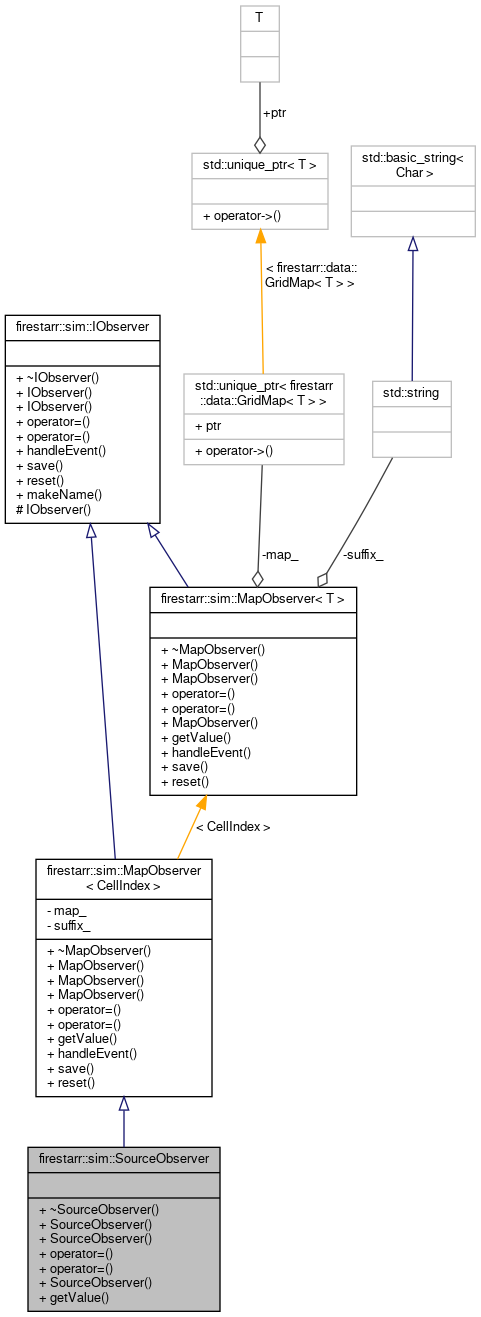 T
+ptr
std::unique_ptr< T >
+ operator->()
std::basic_string<
Char >
< firestarr::data::
GridMap< T > >
firestarr::sim::IObserver
+ ~IObserver()
+ IObserver()
+ IObserver()
+ operator=()
+ operator=()
+ handleEvent()
+ save()
+ reset()
+ makeName()
# IObserver()
std::unique_ptr< firestarr
::data::GridMap< T > >
+ ptr
+ operator->()
std::string
-map_
-suffix_
firestarr::sim::MapObserver< T >
+ ~MapObserver()
+ MapObserver()
+ MapObserver()
+ operator=()
+ operator=()
+ MapObserver()
+ getValue()
+ handleEvent()
+ save()
+ reset()
< CellIndex >
firestarr::sim::MapObserver
< CellIndex >
- map_
- suffix_
+ ~MapObserver()
+ MapObserver()
+ MapObserver()
+ MapObserver()
+ operator=()
+ operator=()
+ getValue()
+ handleEvent()
+ save()
+ reset()
firestarr::sim::SourceObserver
+ ~SourceObserver()
+ SourceObserver()
+ SourceObserver()
+ operator=()
+ operator=()
+ SourceObserver()
+ getValue()